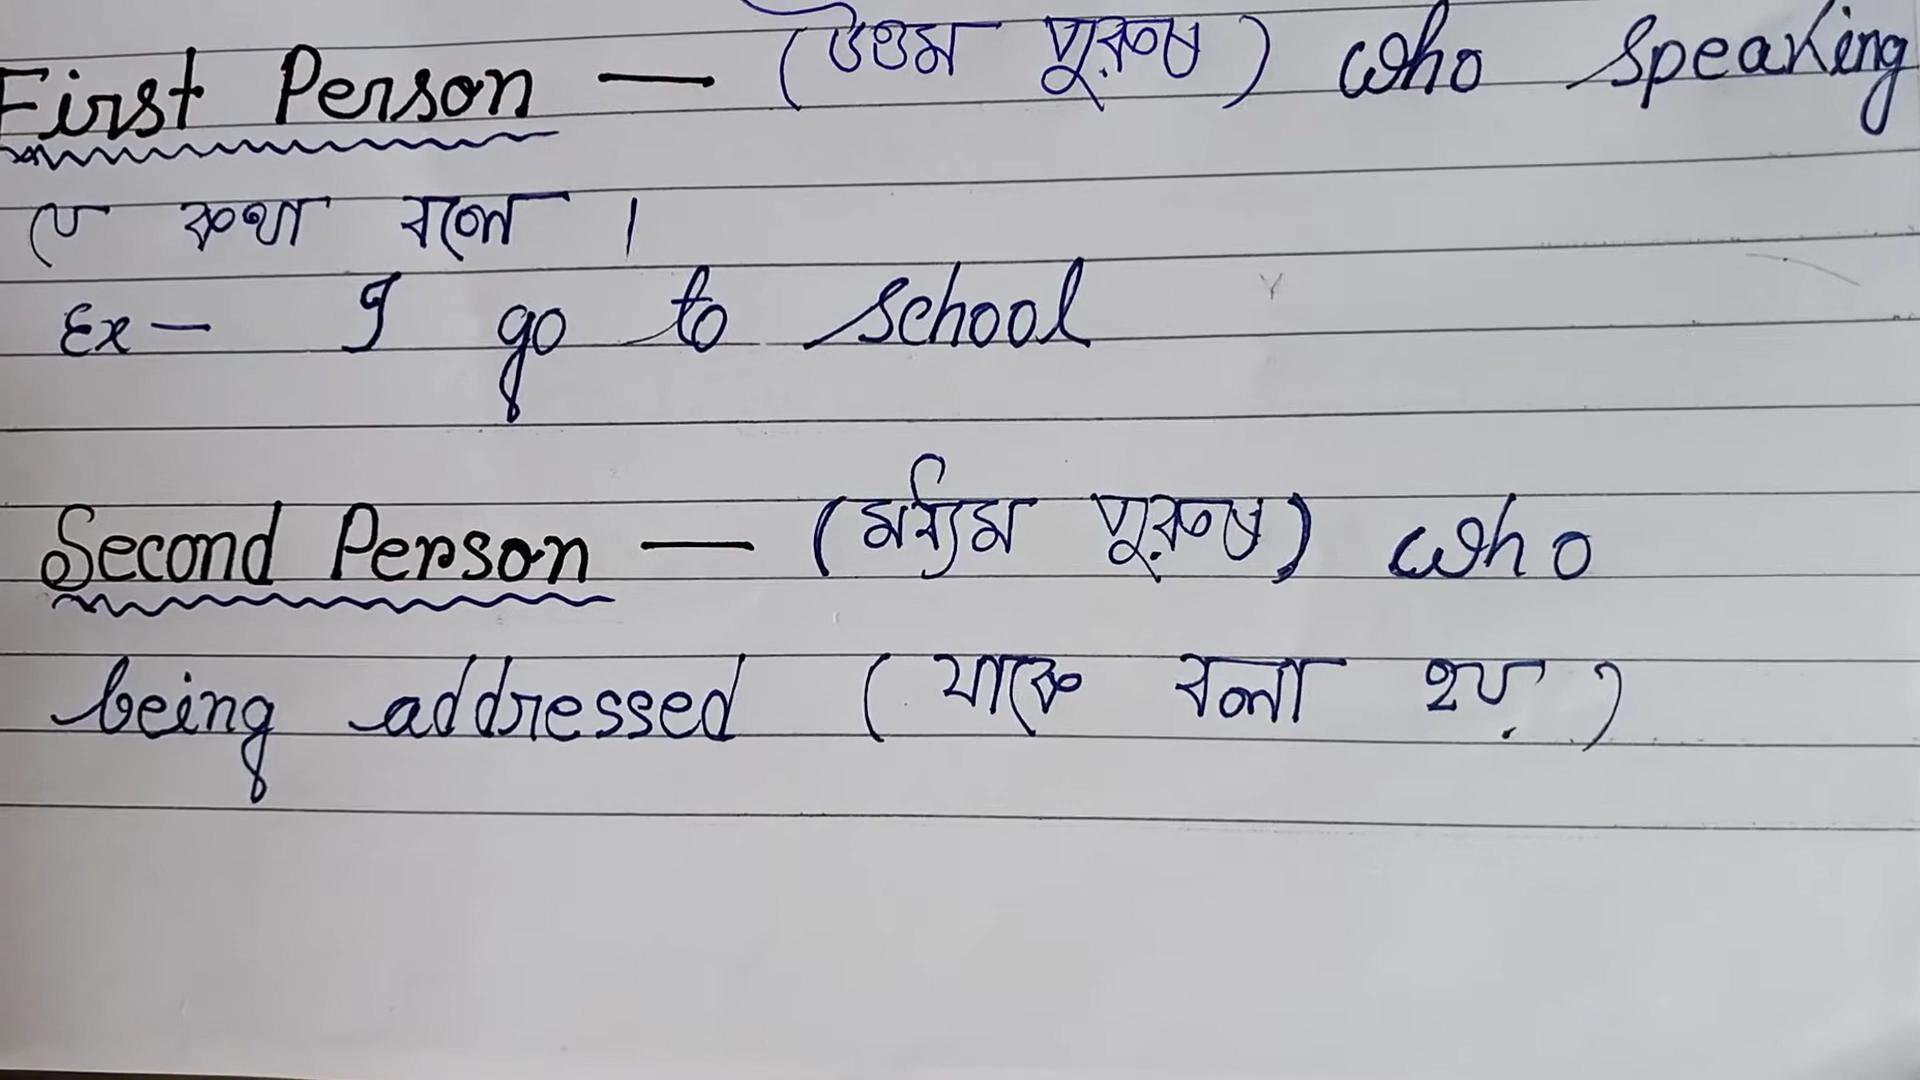 First Person — (উত্তম পুরুষ) who speaking
যে কথা বলে ।
Ex — I go to school
Second Person — (মধ্যম পুরুষ) who
being addressed (যাকে বলা হয়)